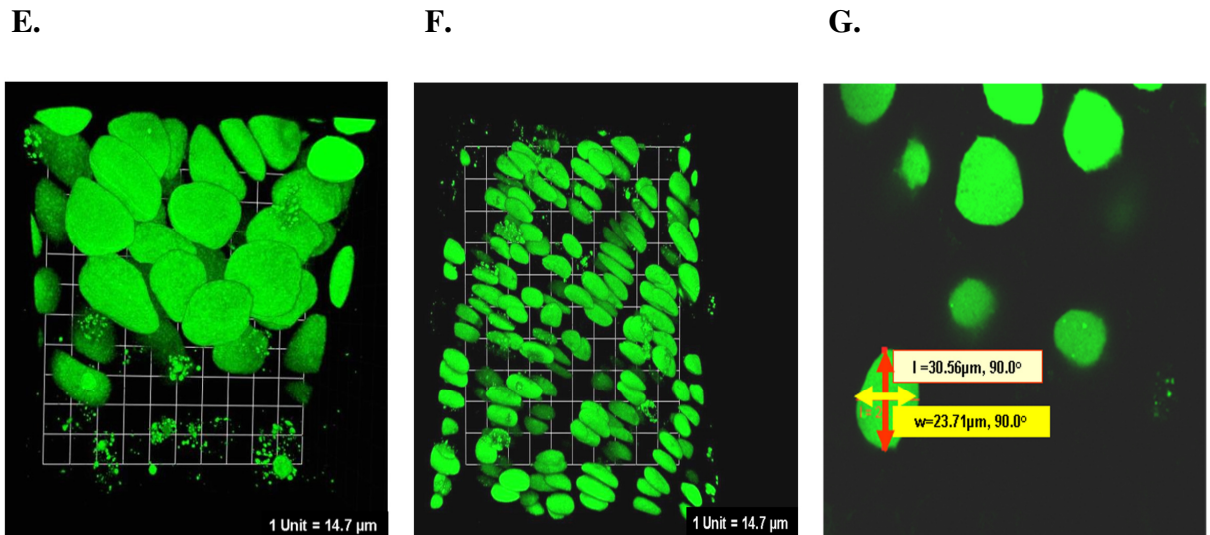 E.
F.
G.
1 Unit = 14.7 µm
1 Unit = 14.7 µm
l =30.56µm, 90.0°
w=23.71µm, 90.0°